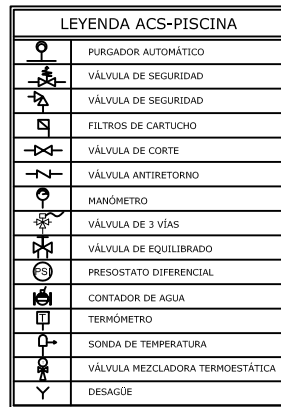 LEYENDA ACS-PISCINA
PURGADOR AUTOMÁTICO
VÁLVULA DE SEGURIDAD
VÁLVULA DE SEGURIDAD
FILTROS DE CARTUCHO
VÁLVULA DE CORTE
VÁLVULA ANTIRETORNO
MANÓMETRO
VÁLVULA DE 3 VÍAS
VÁLVULA DE EQUILIBRADO
PS PRESOSTATO DIFERENCIAL
CONTADOR DE AGUA
T TERMÓMETRO
SONDA DE TEMPERATURA
VÁLVULA MEZCLADORA TERMOESTÁTICA
DESAGÜE